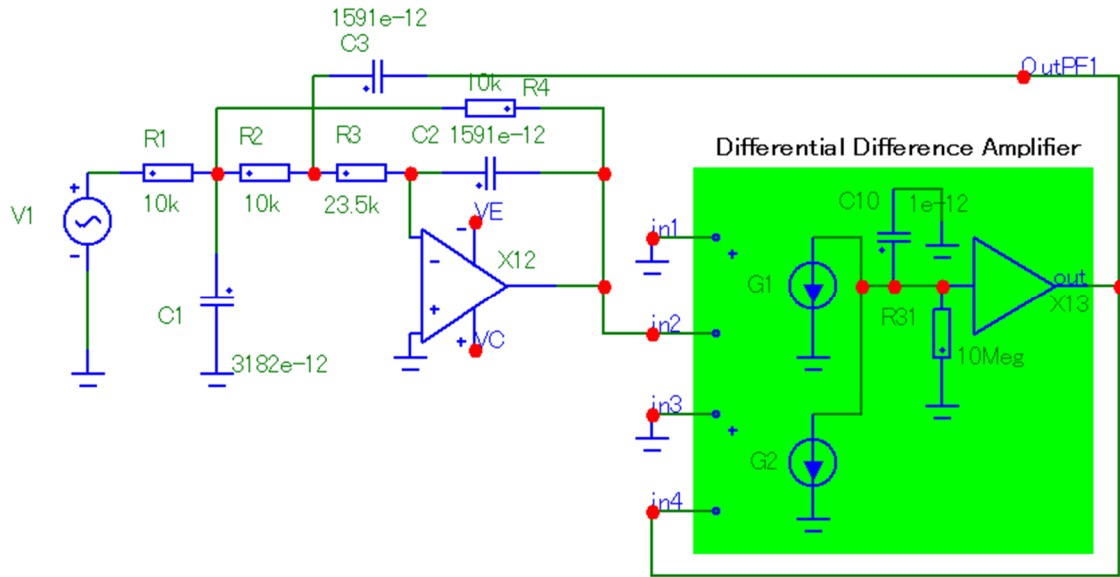 1591e-12
C3
OutPF1
10k
R4
R1
R2
R3
C2 1591e-12
Differential Difference Amplifier
10k
10k
23.5k
V1
+
-
C1
3182e-12
VE
-
X12
-
+
+
VC
in1
+
in2
in3
+
in4
C10
1e-12
G1
out
X13
R31
10Meg
G2